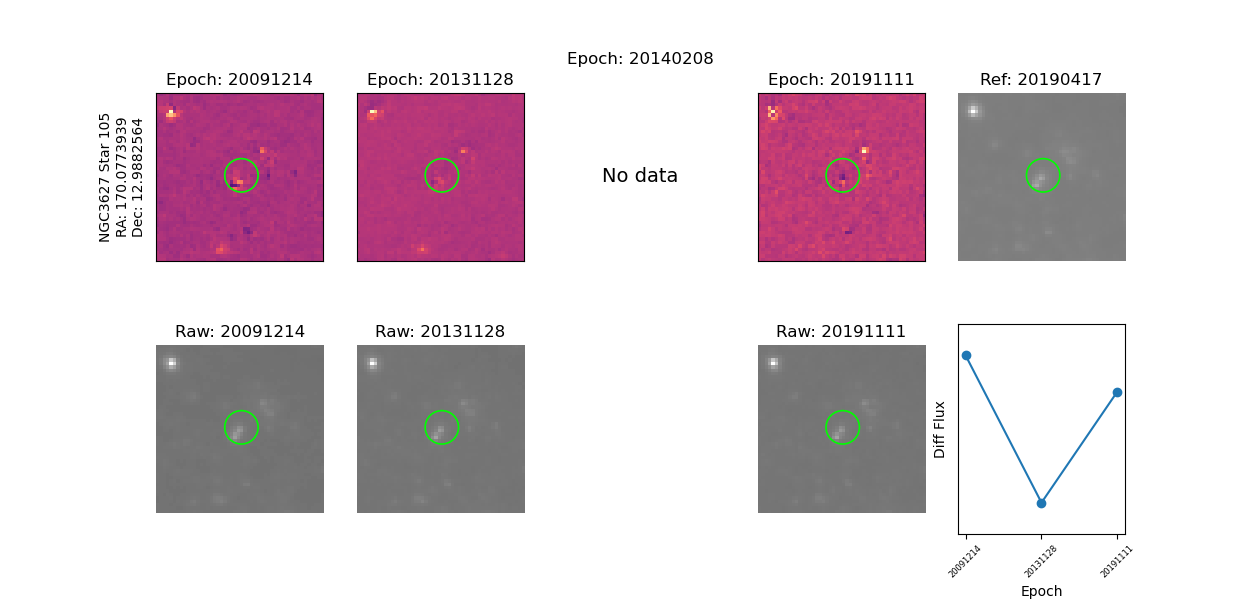 Epoch: 20140208
Epoch: 20091214
Epoch: 20131128
Epoch: 20191111
Ref: 20190417
NGC3627 Star 105
RA: 170.0773939
Dec: 12.9882564
No data
Raw: 20091214
Raw: 20131128
Raw: 20191111
Diff Flux
20091214
20131128
20191111
Epoch